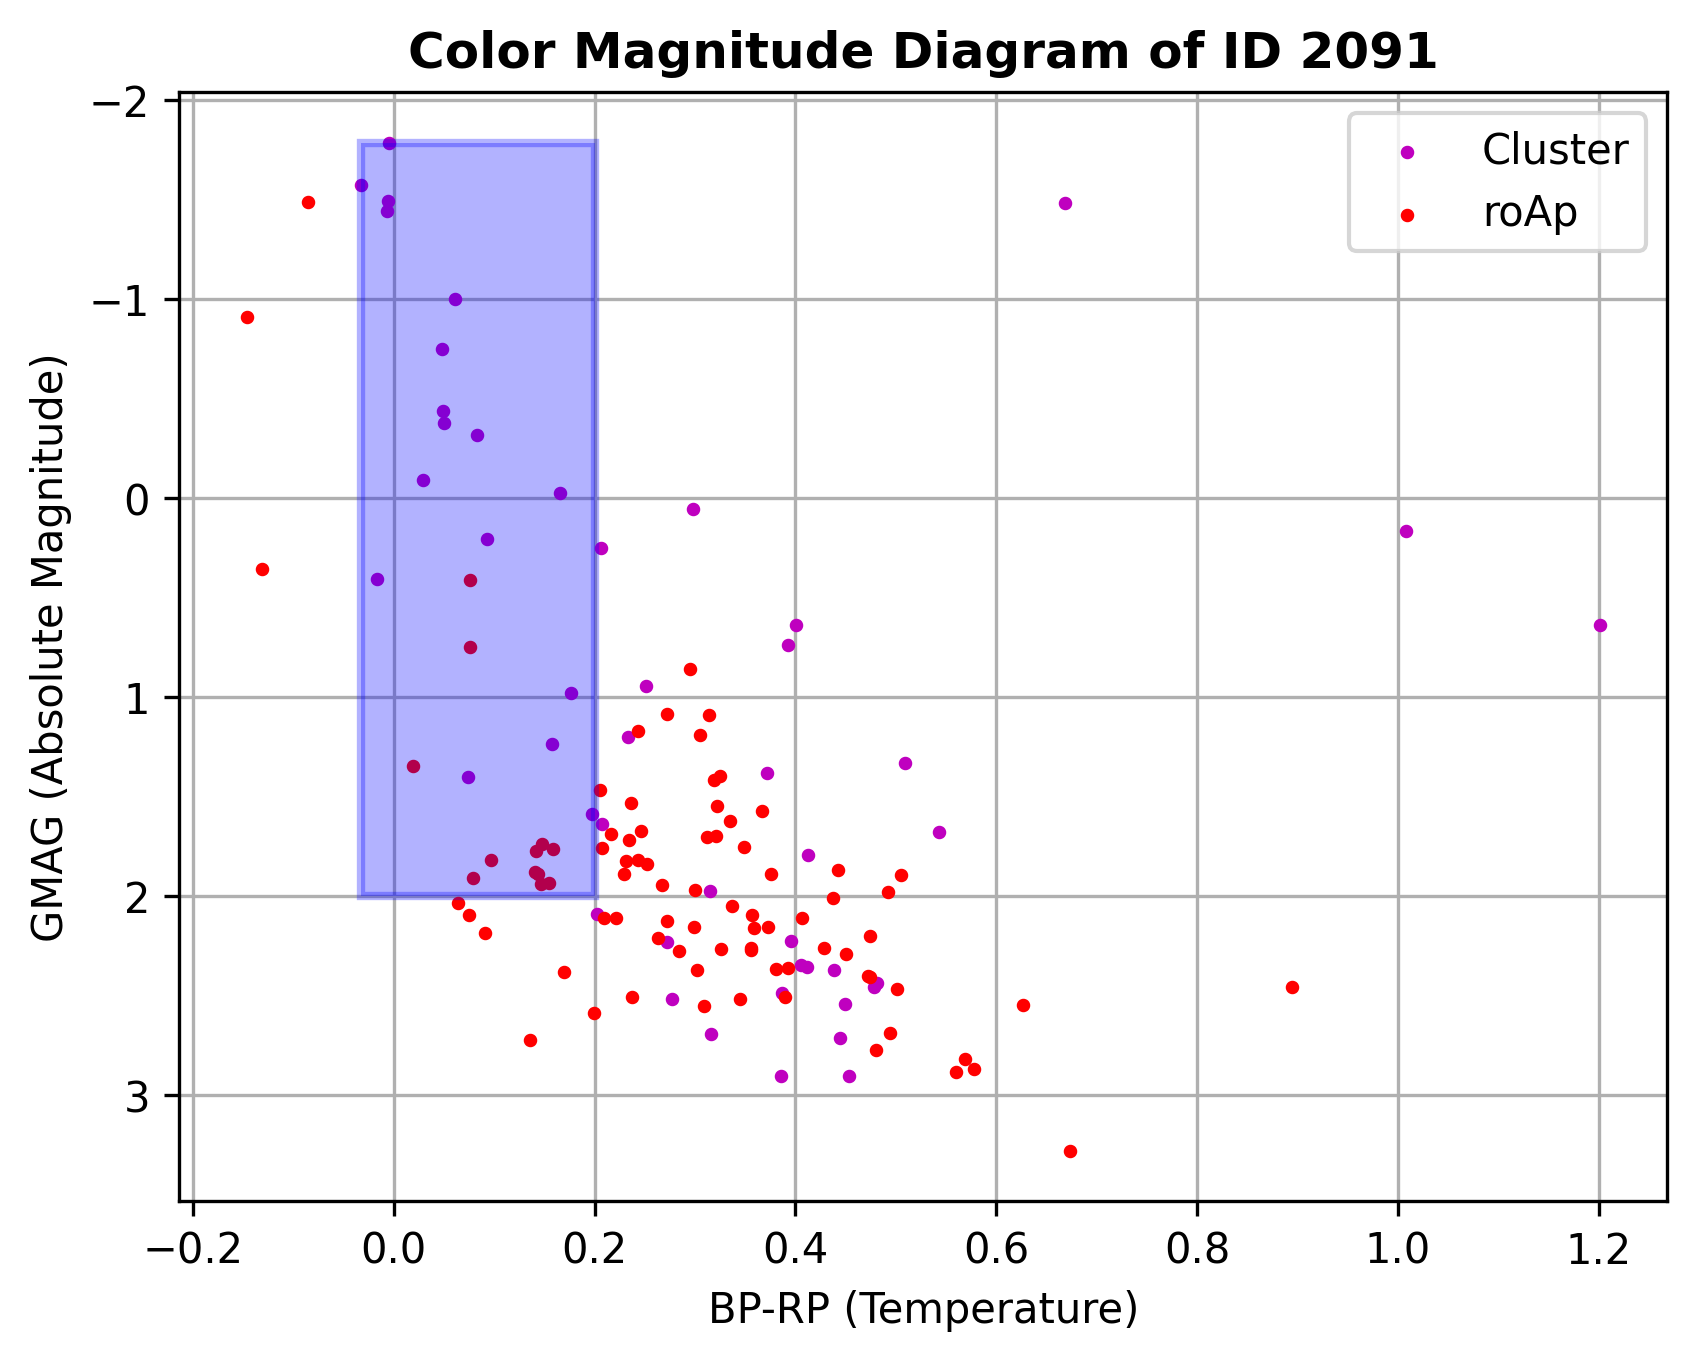 Color Magnitude Diagram of ID 2091
Cluster
roAp
−2
−1
0
1
2
3
GMAG (Absolute Magnitude)
−0.2 0.0 0.2 0.4 0.6 0.8 1.0 1.2
BP-RP (Temperature)